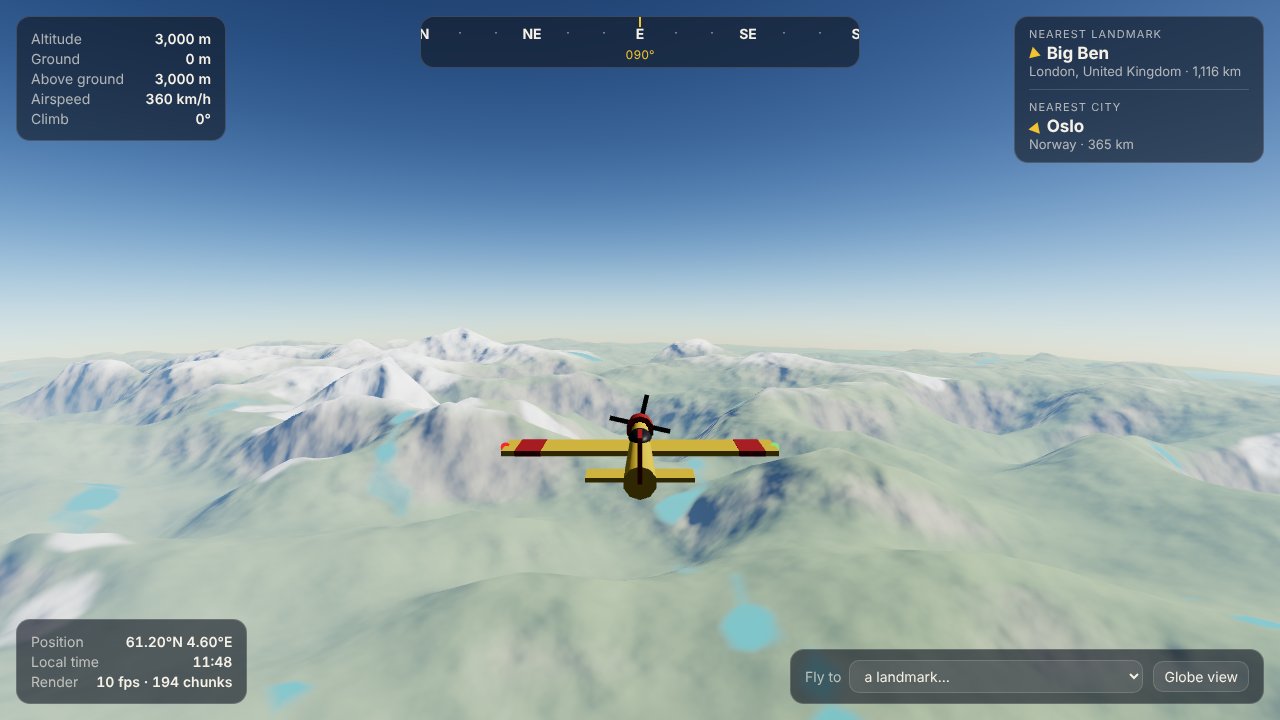 Altitude 3,000 m
Ground 0 m
Above ground 3,000 m
Airspeed 360 km/h
Climb 0°
N · · NE · · E · · SE · · S
090°
NEAREST LANDMARK
Big Ben
London, United Kingdom · 1,116 km
NEAREST CITY
Oslo
Norway · 365 km
Position 61.20°N 4.60°E
Local time 11:48
Render 10 fps · 194 chunks
Fly to a landmark... Globe view